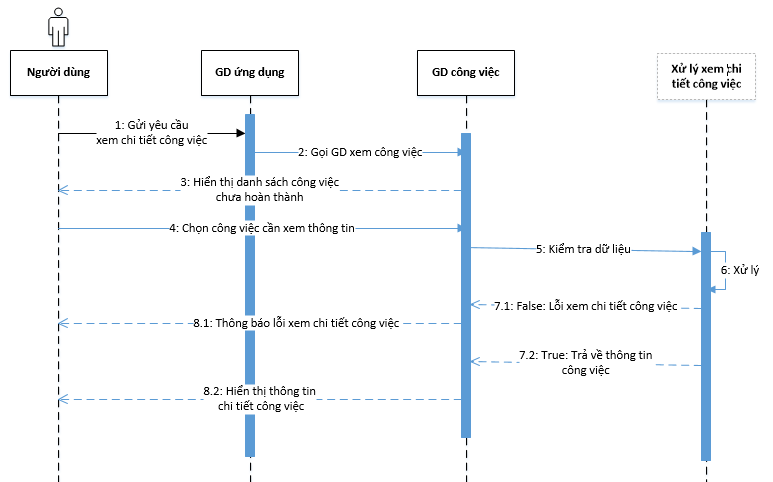 Người dùng
GD ứng dụng
GD công việc
Xử lý xem chi
tiết công việc
1: Gửi yêu cầu
xem chi tiết công việc
2: Gọi GD xem công việc
3: Hiển thị danh sách công việc
chưa hoàn thành
4: Chọn công việc cần xem thông tin
5: Kiểm tra dữ liệu
6: Xử lý
7.1: False: Lỗi xem chi tiết công việc
8.1: Thông báo lỗi xem chi tiết công việc
7.2: True: Trả về thông tin
công việc
8.2: Hiển thị thông tin
chi tiết công việc